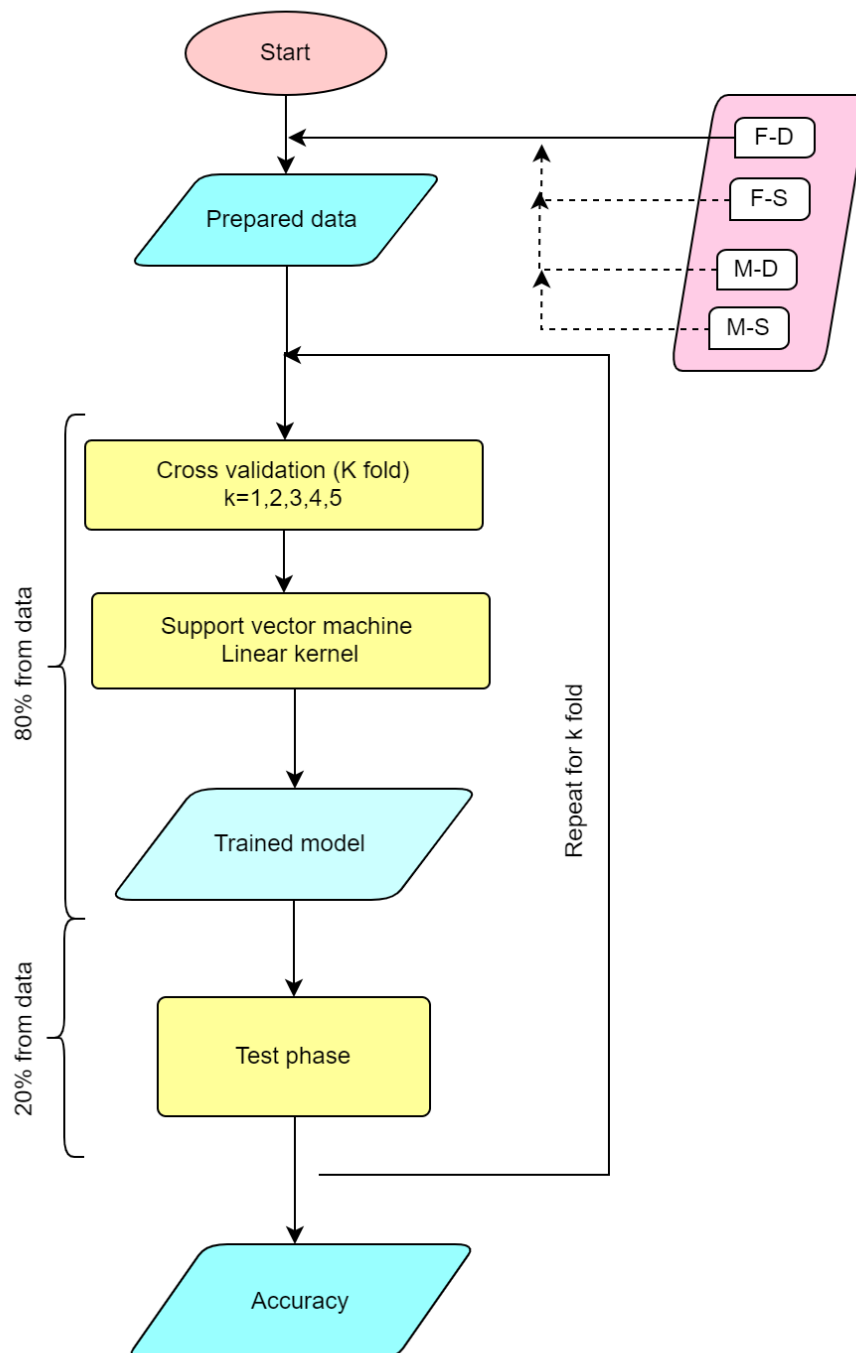 Start
F-D
F-S
M-D
M-S
Prepared data
Cross validation (K fold)
k=1,2,3,4,5
Support vector machine
Linear kernel
80% from data
Repeat for k fold
Trained model
20% from data
Test phase
Accuracy